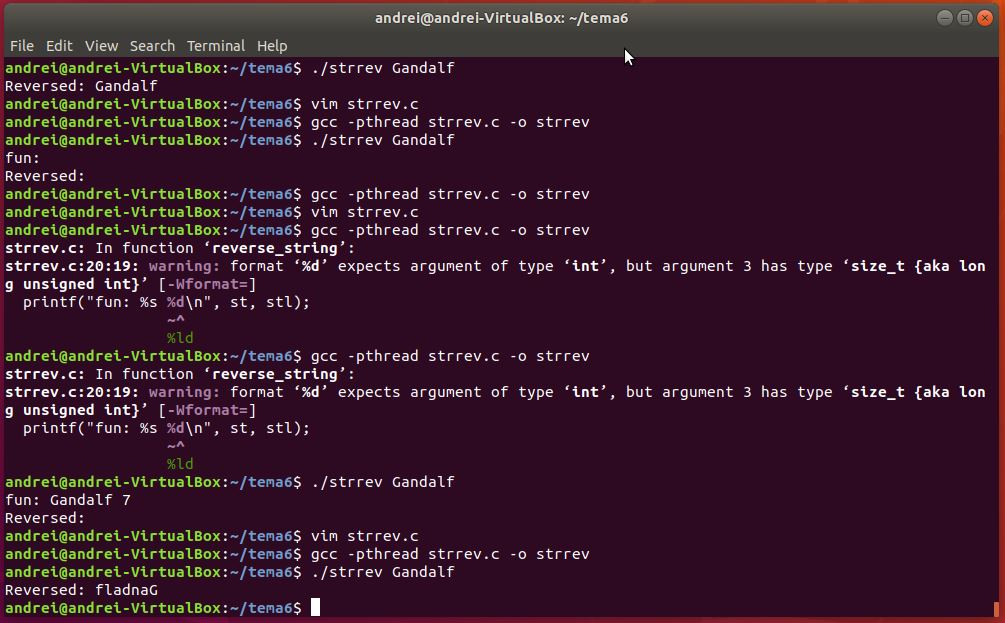 andrei@andrei-VirtualBox: ~/tema6
File Edit View Search Terminal Help
andrei@andrei-VirtualBox:~/tema6$ ./strrev Gandalf
Reversed: Gandalf
andrei@andrei-VirtualBox:~/tema6$ vim strrev.c
andrei@andrei-VirtualBox:~/tema6$ gcc -pthread strrev.c -o strrev
andrei@andrei-VirtualBox:~/tema6$ ./strrev Gandalf
fun:
Reversed:
andrei@andrei-VirtualBox:~/tema6$ gcc -pthread strrev.c -o strrev
andrei@andrei-VirtualBox:~/tema6$ vim strrev.c
andrei@andrei-VirtualBox:~/tema6$ gcc -pthread strrev.c -o strrev
strrev.c: In function ‘reverse_string’:
strrev.c:20:19: warning: format ‘%d’ expects argument of type ‘int’, but argument 3 has type ‘size_t {aka lon
g unsigned int}’ [-Wformat=]
  printf("fun: %s %d\n", st, stl);
                  ~^
                  %ld
andrei@andrei-VirtualBox:~/tema6$ gcc -pthread strrev.c -o strrev
strrev.c: In function ‘reverse_string’:
strrev.c:20:19: warning: format ‘%d’ expects argument of type ‘int’, but argument 3 has type ‘size_t {aka lon
g unsigned int}’ [-Wformat=]
  printf("fun: %s %d\n", st, stl);
                  ~^
                  %ld
andrei@andrei-VirtualBox:~/tema6$ ./strrev Gandalf
fun: Gandalf 7
Reversed:
andrei@andrei-VirtualBox:~/tema6$ vim strrev.c
andrei@andrei-VirtualBox:~/tema6$ gcc -pthread strrev.c -o strrev
andrei@andrei-VirtualBox:~/tema6$ ./strrev Gandalf
Reversed: fladnaG
andrei@andrei-VirtualBox:~/tema6$